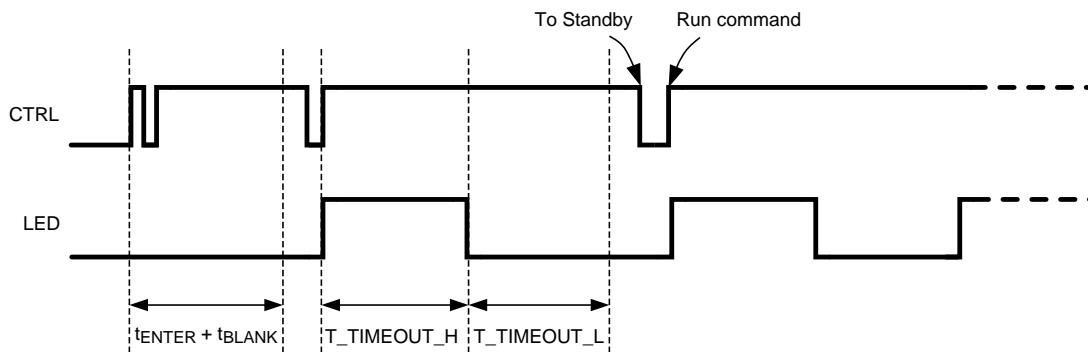 To Standby
Run command
CTRL
LED
tENTER + tBLANK
T_TIMEOUT_H
T_TIMEOUT_L